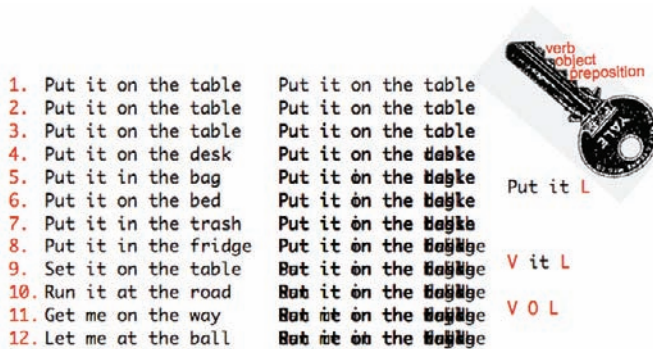 verb
object
preposition
1. Put it on the table Put it on the table
2. Put it on the table Put it on the table
3. Put it on the table Put it on the table
4. Put it on the desk Put it on the
5. Put it in the bag Put it on the
6. Put it on the bed Put it on the
7. Put it in the trash Put it on the
8. Put it in the fridge Put it on the
9. Set it on the table it on the
10. Run it at the road it on the
11. Get me on the way the
12. Let me at the ball the
YALE
Put it L
V it L
V O L